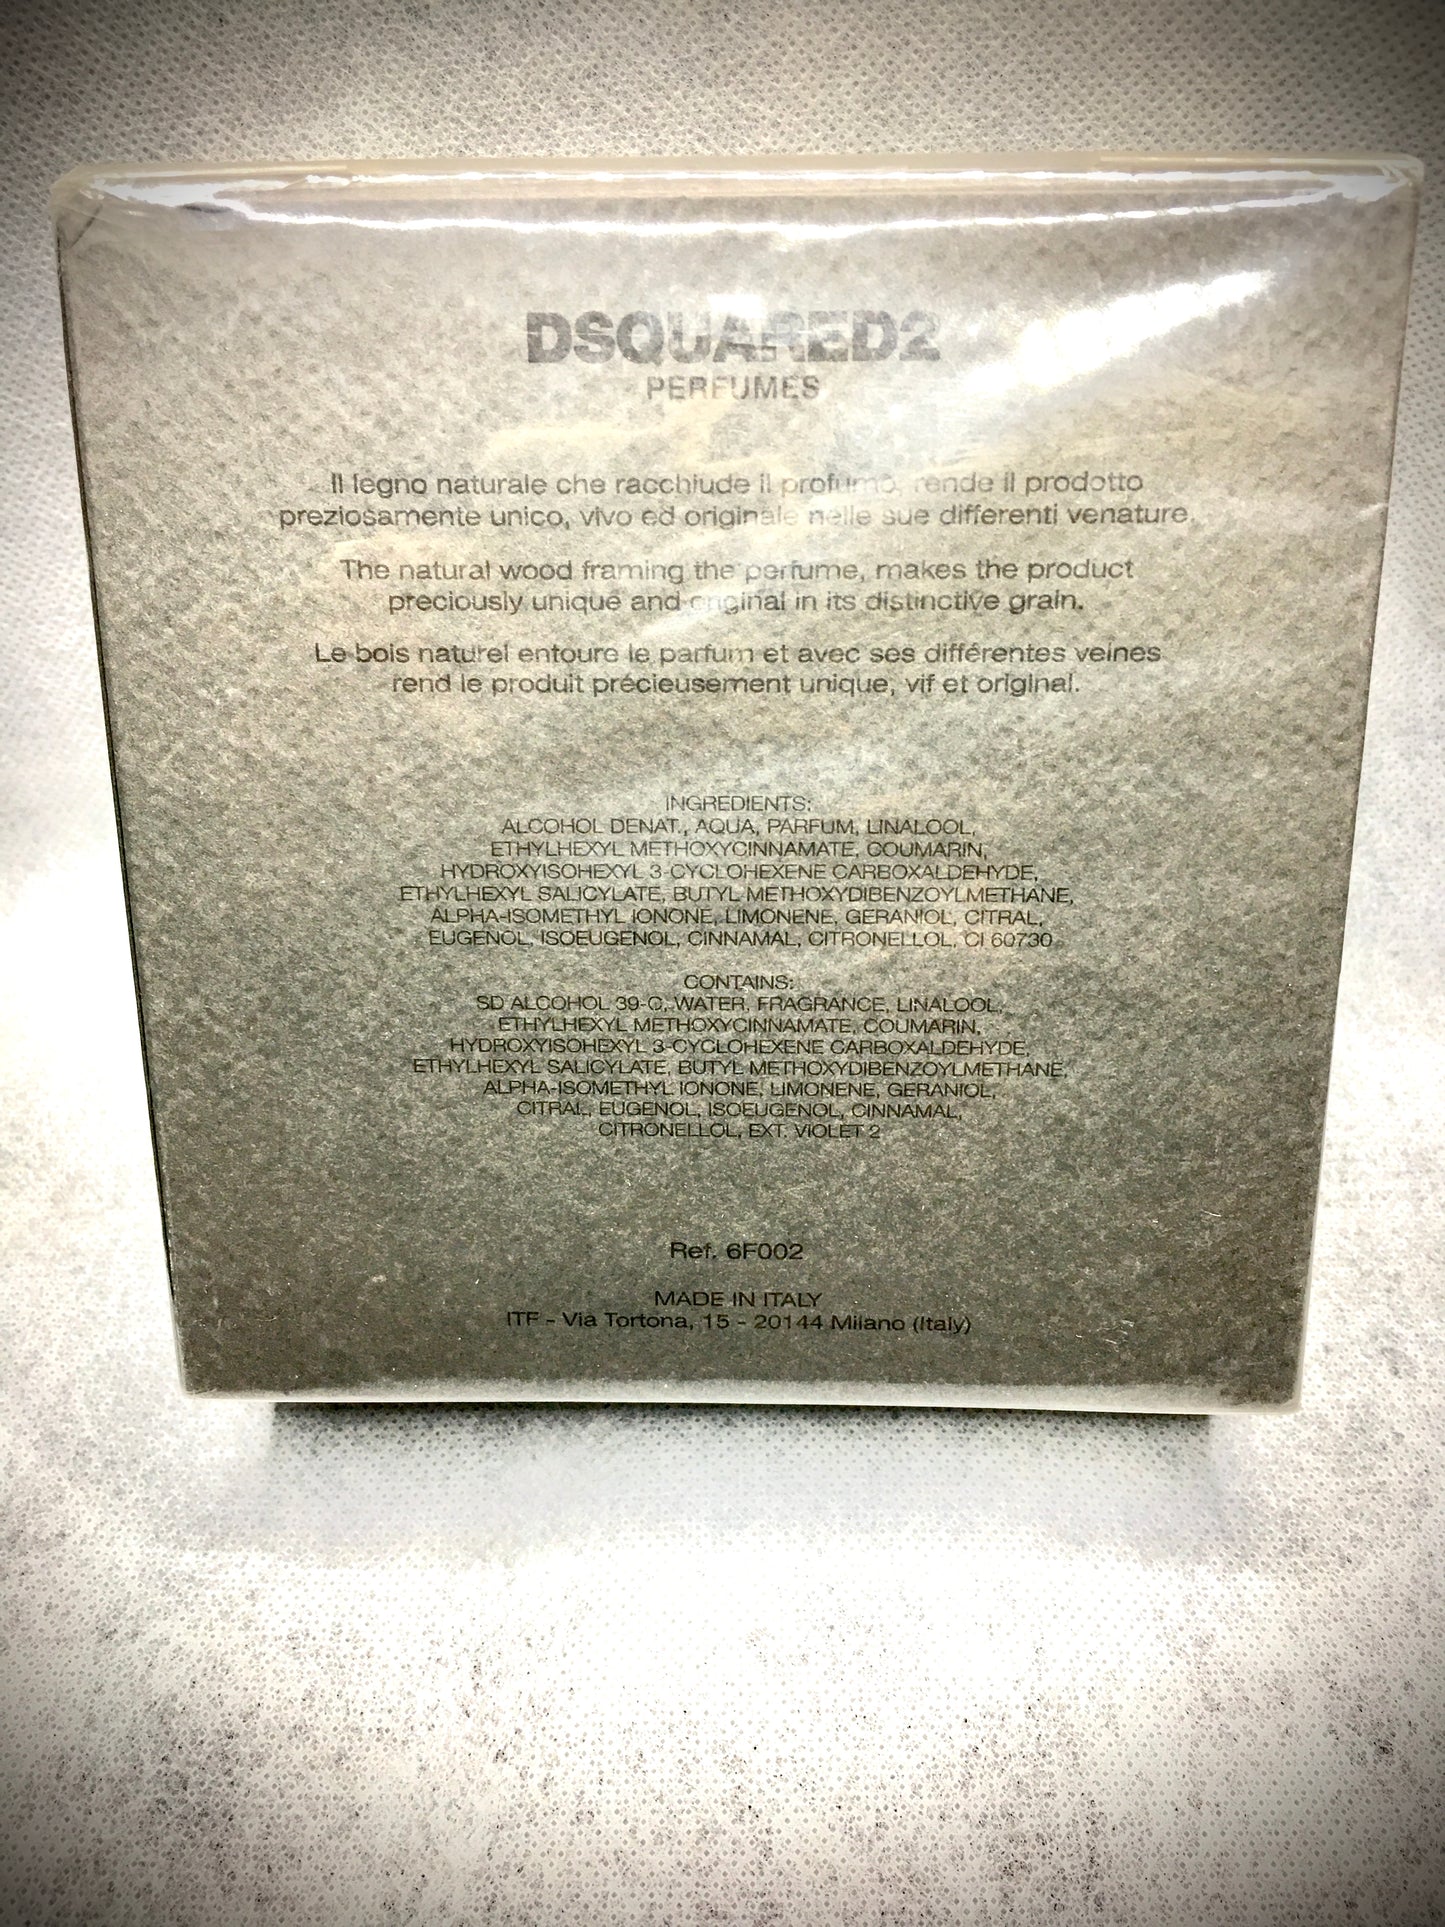 DSQUARED2
PERFUMES
Il legno naturale che racchiude il profumo, rende il prodotto
preziosamente unico, vivo ed originale nelle sue differenti venature.
The natural wood framing the perfume, makes the product
preciously unique and original in its distinctive grain.
Le bois naturel entoure le parfum et avec ses différentes veines
rend le produit précieusement unique, vif et original.
INGREDIENTS:
ALCOHOL DENAT., AQUA, PARFUM, LINALOOL,
ETHYLHEXYL METHOXYCINNAMATE, COUMARIN,
HYDROXYISOHEXYL 3-CYCLOHEXENE CARBOXALDEHYDE,
ETHYLHEXYL SALICYLATE, BUTYL METHOXYDIBENZOYLMETHANE,
ALPHA-ISOMETHYL IONONE, LIMONENE, GERANIOL, CITRAL,
EUGENOL, ISOEUGENOL, CINNAMAL, CITRONELLOL, CI 60730
CONTAINS:
SD ALCOHOL 39-C, WATER, FRAGRANCE, LINALOOL,
ETHYLHEXYL METHOXYCINNAMATE, COUMARIN,
HYDROXYISOHEXYL 3-CYCLOHEXENE CARBOXALDEHYDE,
ETHYLHEXYL SALICYLATE, BUTYL METHOXYDIBENZOYLMETHANE,
ALPHA-ISOMETHYL IONONE, LIMONENE, GERANIOL,
CITRAL, EUGENOL, ISOEUGENOL, CINNAMAL,
CITRONELLOL, EXT. VIOLET 2
Ref. 6F002
MADE IN ITALY
ITF - Via Tortona, 15 - 20144 Milano (Italy)